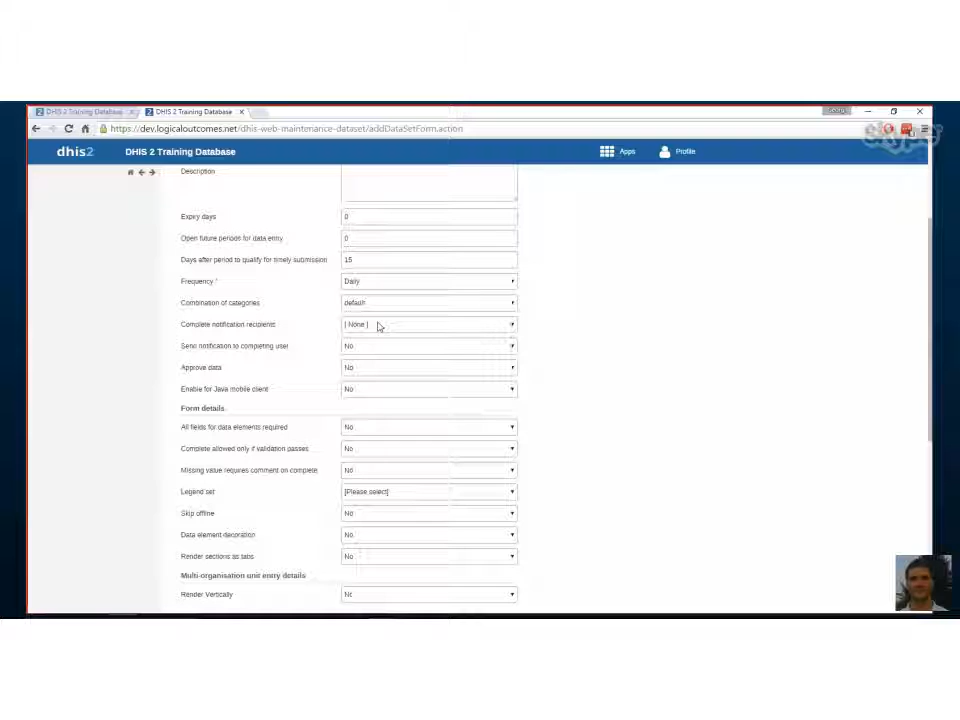 DHIS 2 Training Database
DHIS 2 Training Database
https://dev.logicaloutcomes.net/dhis-web-maintenance-dataset/addDataSetForm.action
skype
dhis2 DHIS 2 Training Database Apps Profile
Description
Expiry days 0
Open future periods for data entry 0
Days after period to qualify for timely submission 15
Frequency * Daily
Combination of categories default
Complete notification recipients [ None ]
Send notification to completing user No
Approve data No
Enable for Java mobile client No
Form details
All fields for data elements required No
Complete allowed only if validation passes No
Missing value requires comment on complete No
Legend set [Please select]
Skip offline No
Data element decoration No
Render sections as tabs No
Multi-organisation unit entry details
Render Vertically No